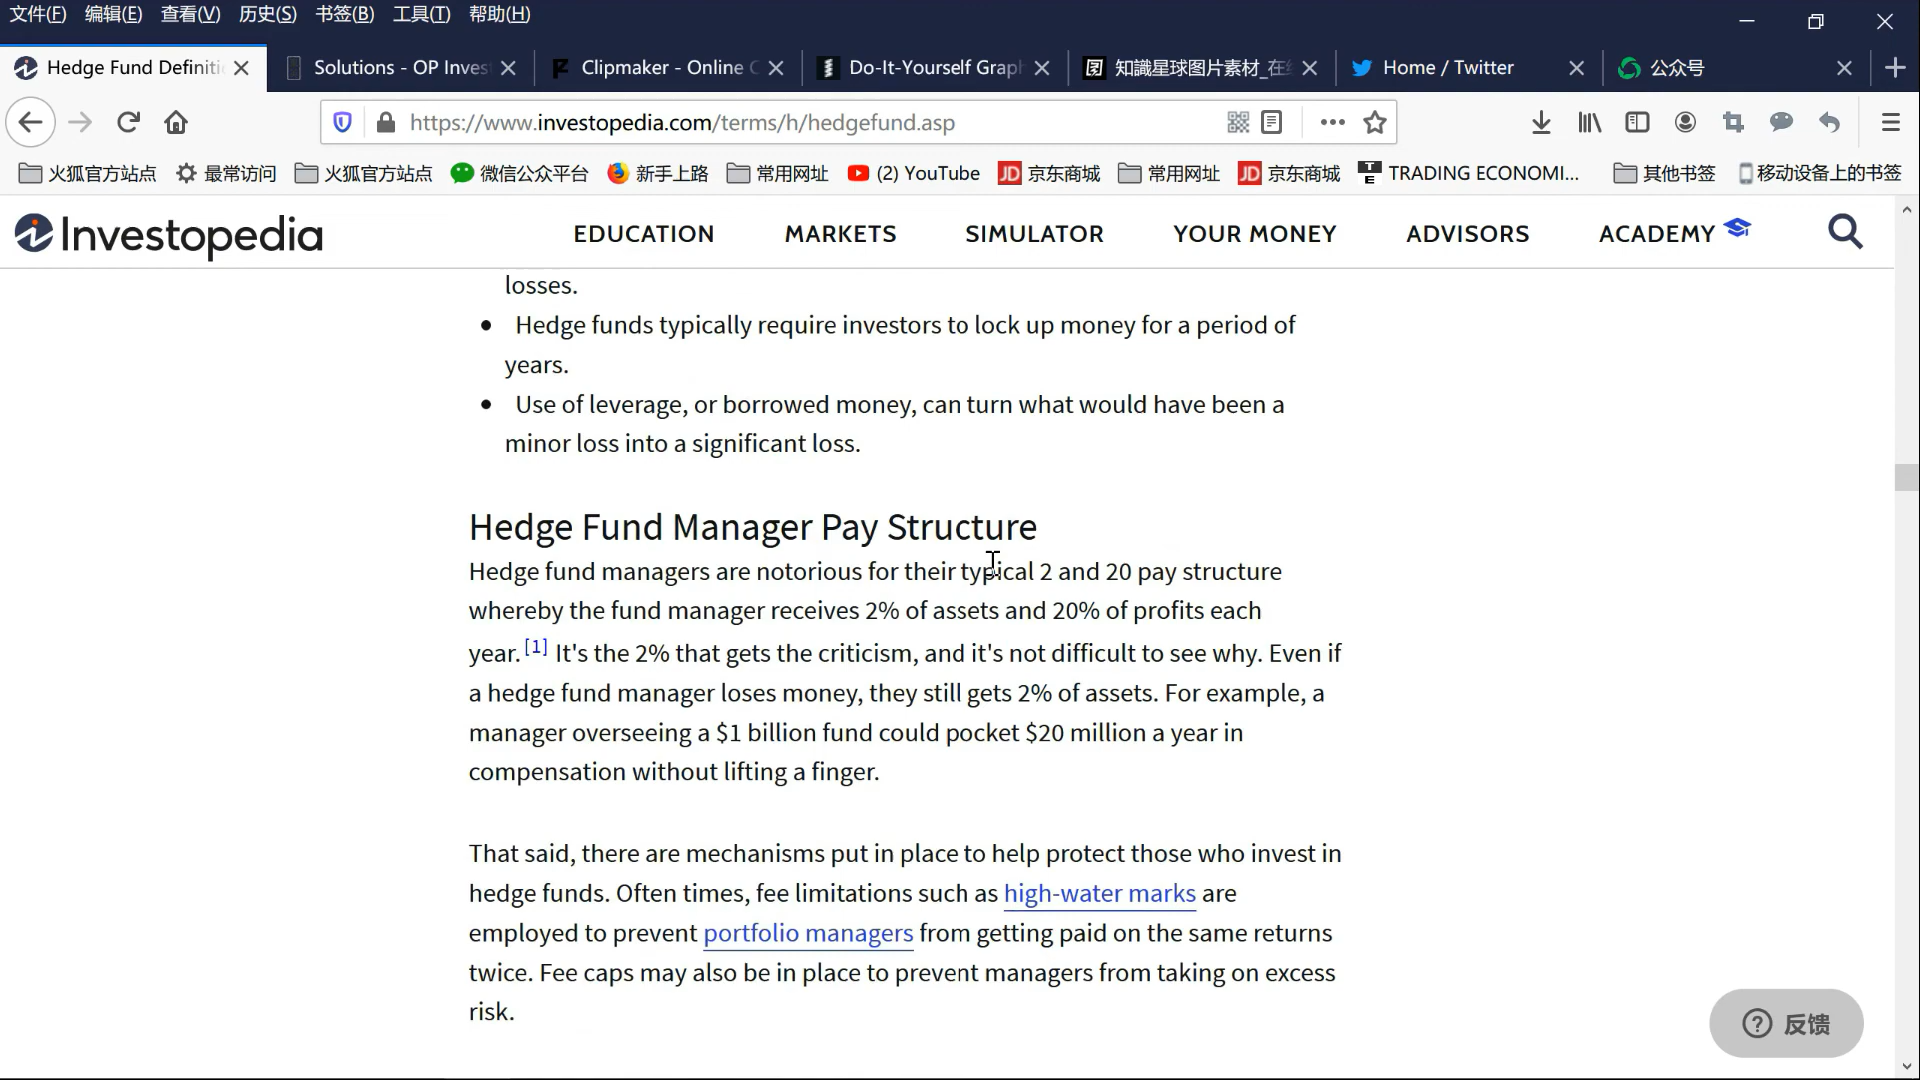 文件(F) 编辑(E) 查看(V) 历史(S) 书签(B) 工具(T) 帮助(H)
Hedge Fund Definiti Solutions - OP Inves Clipmaker - Online C Do-It-Yourself Graph 知識星球图片素材_在 Home / Twitter 公众号
https://www.investopedia.com/terms/h/hedgefund.asp
火狐官方站点 最常访问 火狐官方站点 微信公众平台 新手上路 常用网址 (2) YouTube JD 京东商城 常用网址 JD 京东商城 TE TRADING ECONOMI... 其他书签 移动设备上的书签
Investopedia EDUCATION MARKETS SIMULATOR YOUR MONEY ADVISORS ACADEMY
losses.
• Hedge funds typically require investors to lock up money for a period of
years.
• Use of leverage, or borrowed money, can turn what would have been a
minor loss into a significant loss.
Hedge Fund Manager Pay Structure
Hedge fund managers are notorious for their typical 2 and 20 pay structure
whereby the fund manager receives 2% of assets and 20% of profits each
year. [1] It's the 2% that gets the criticism, and it's not difficult to see why. Even if
a hedge fund manager loses money, they still gets 2% of assets. For example, a
manager overseeing a $1 billion fund could pocket $20 million a year in
compensation without lifting a finger.
That said, there are mechanisms put in place to help protect those who invest in
hedge funds. Often times, fee limitations such as high-water marks are
employed to prevent portfolio managers from getting paid on the same returns
twice. Fee caps may also be in place to prevent managers from taking on excess
risk.
反馈